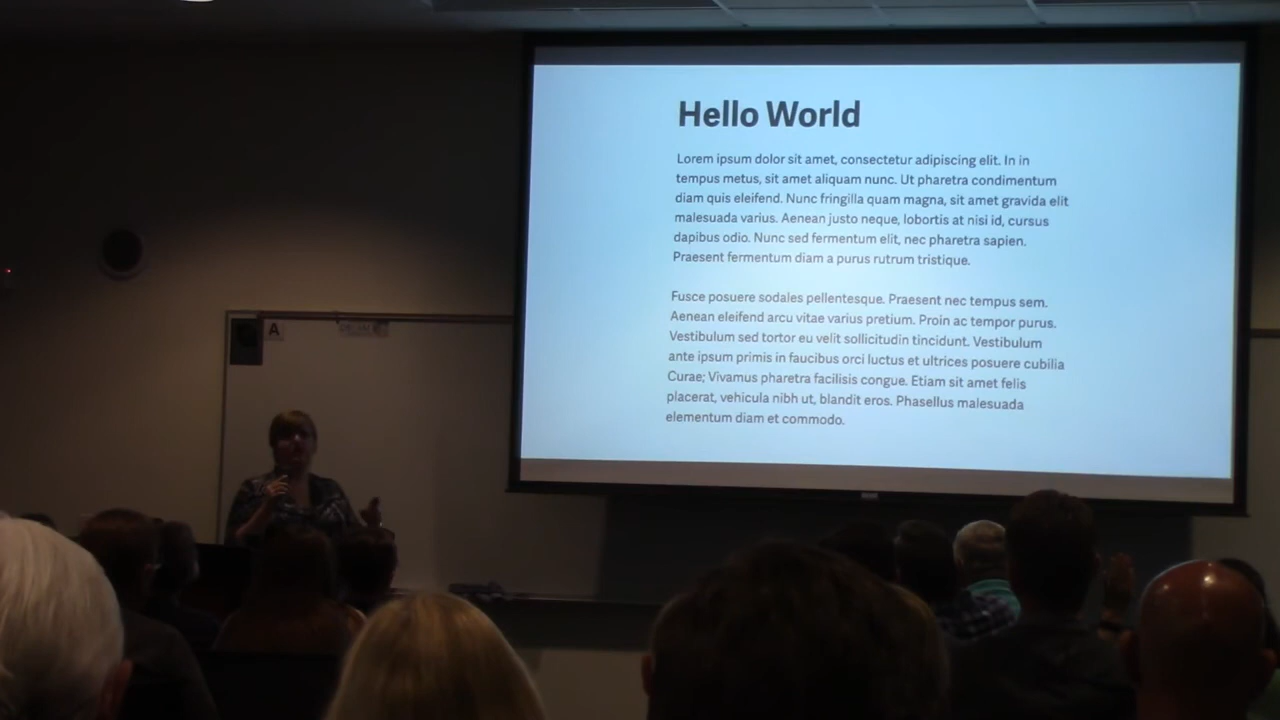 Hello World
Lorem ipsum dolor sit amet, consectetur adipiscing elit. In in
tempus metus, sit amet aliquam nunc. Ut pharetra condimentum
diam quis eleifend. Nunc fringilla quam magna, sit amet gravida elit
malesuada varius. Aenean justo neque, lobortis at nisi id, cursus
dapibus odio. Nunc sed fermentum elit, nec pharetra sapien.
Praesent fermentum diam a purus rutrum tristique.
Fusce posuere sodales pellentesque. Praesent nec tempus sem.
Aenean eleifend arcu vitae varius pretium. Proin ac tempor purus.
Vestibulum sed tortor eu velit sollicitudin tincidunt. Vestibulum
ante ipsum primis in faucibus orci luctus et ultrices posuere cubilia
Curae; Vivamus pharetra facilisis congue. Etiam sit amet felis
placerat, vehicula nibh ut, blandit eros. Phasellus malesuada
elementum diam et commodo.
A